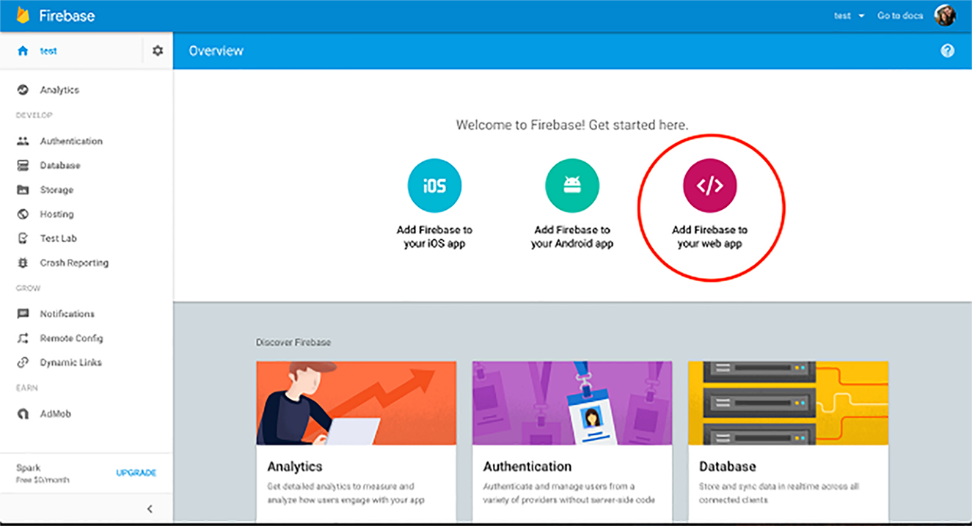 Firebase
test
Go to docs
test
Overview
Analytics
DEVELOP
Authentication
Database
Storage
Hosting
Test Lab
Crash Reporting
GROW
Notifications
Remote Config
Dynamic Links
EARN
AdMob
Spark
Free $0/month
UPGRADE
Welcome to Firebase! Get started here.
iOS
Add Firebase to
your iOS app
Add Firebase to
your Android app
</>
Add Firebase to
your web app
Discover Firebase
Analytics
Get detailed analytics to measure and
analyze how users engage with your app
Authentication
Authenticate and manage users from a
variety of providers without server-side code
Database
Store and sync data in realtime across all
connected clients